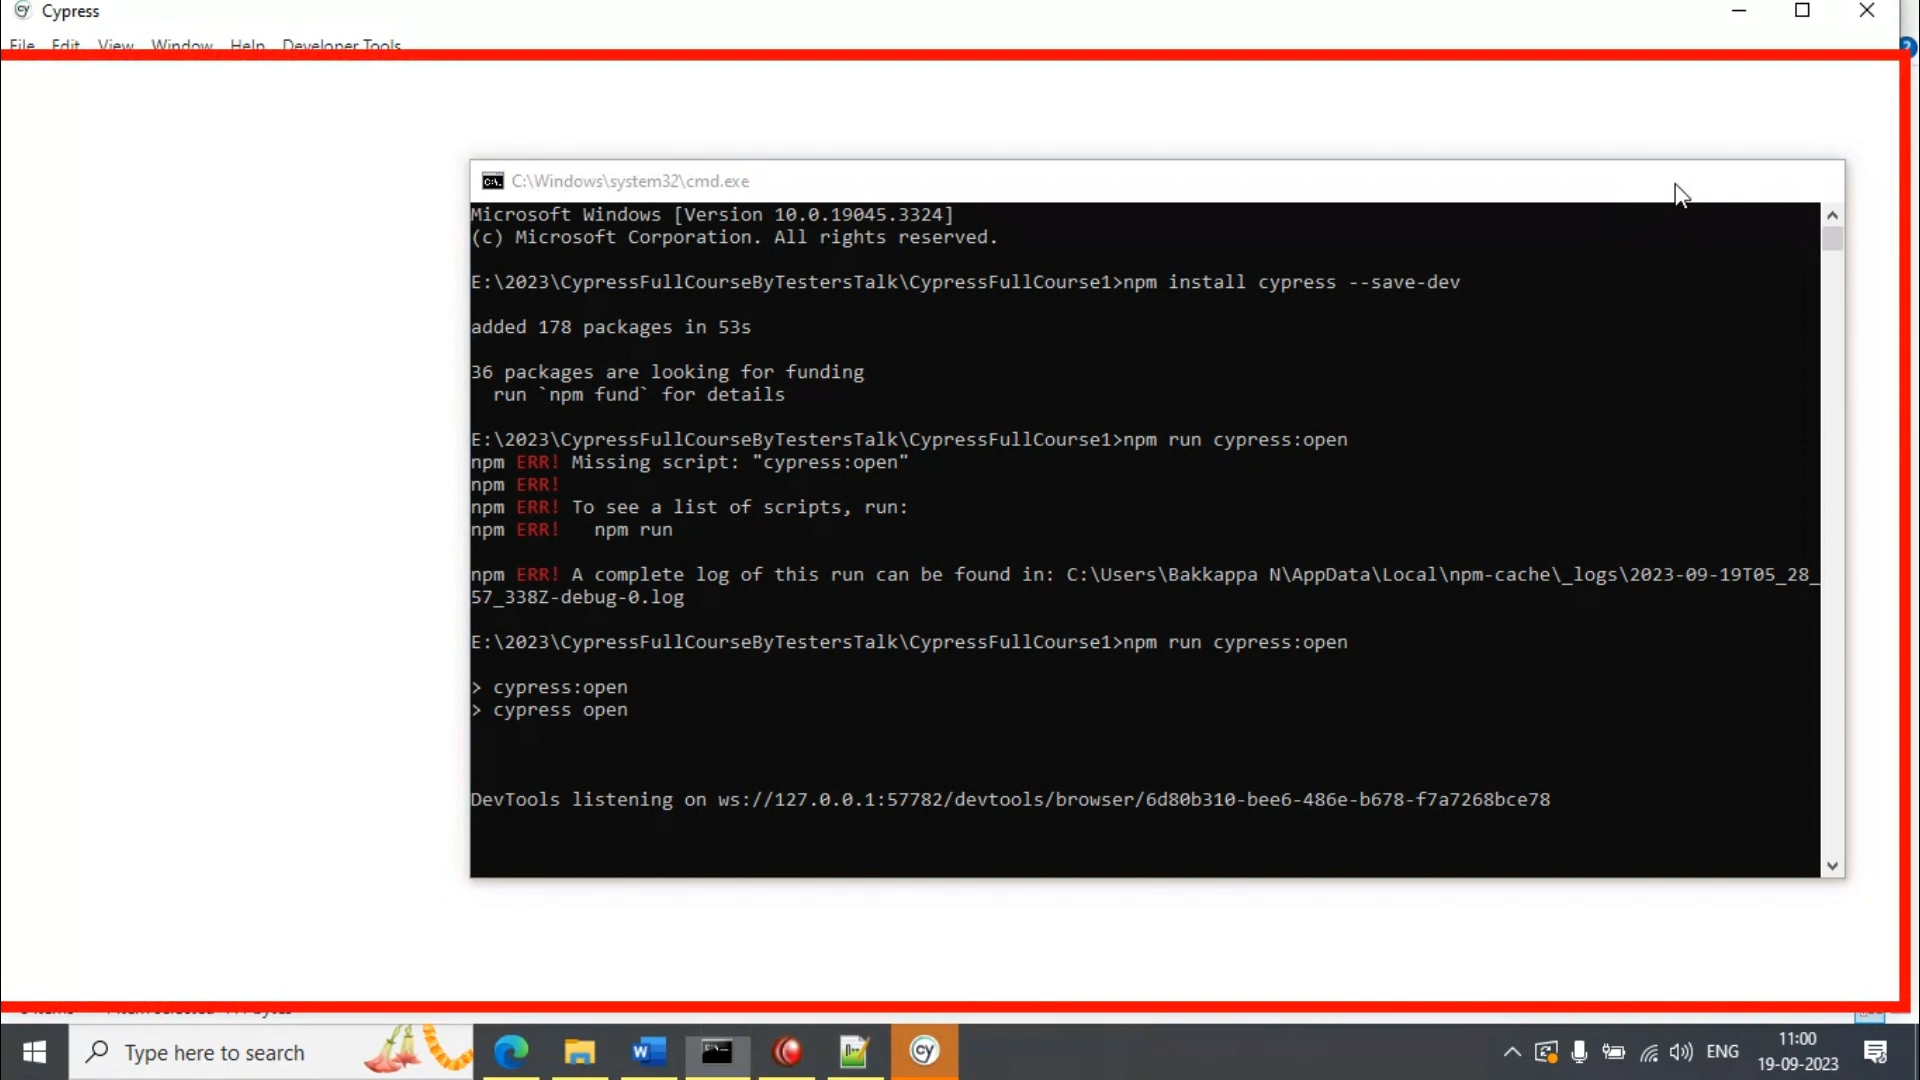 Cypress
File Edit View Window Help Developer Tools
2
C:\Windows\system32\cmd.exe
Microsoft Windows [Version 10.0.19045.3324]
(c) Microsoft Corporation. All rights reserved.
E:\2023\CypressFullCourseByTestersTalk\CypressFullCourse1>npm install cypress --save-dev
added 178 packages in 53s
36 packages are looking for funding
run `npm fund` for details
E:\2023\CypressFullCourseByTestersTalk\CypressFullCourse1>npm run cypress:open
npm ERR! Missing script: "cypress:open"
npm ERR!
npm ERR! To see a list of scripts, run:
npm ERR! npm run
npm ERR! A complete log of this run can be found in: C:\Users\Bakkappa N\AppData\Local\npm-cache\_logs\2023-09-19T05_28_
57_338Z-debug-0.log
E:\2023\CypressFullCourseByTestersTalk\CypressFullCourse1>npm run cypress:open
> cypress:open
> cypress open
DevTools listening on ws://127.0.0.1:57782/devtools/browser/6d80b310-bee6-486e-b678-f7a7268bce78
Type here to search
ENG
11:00
19-09-2023